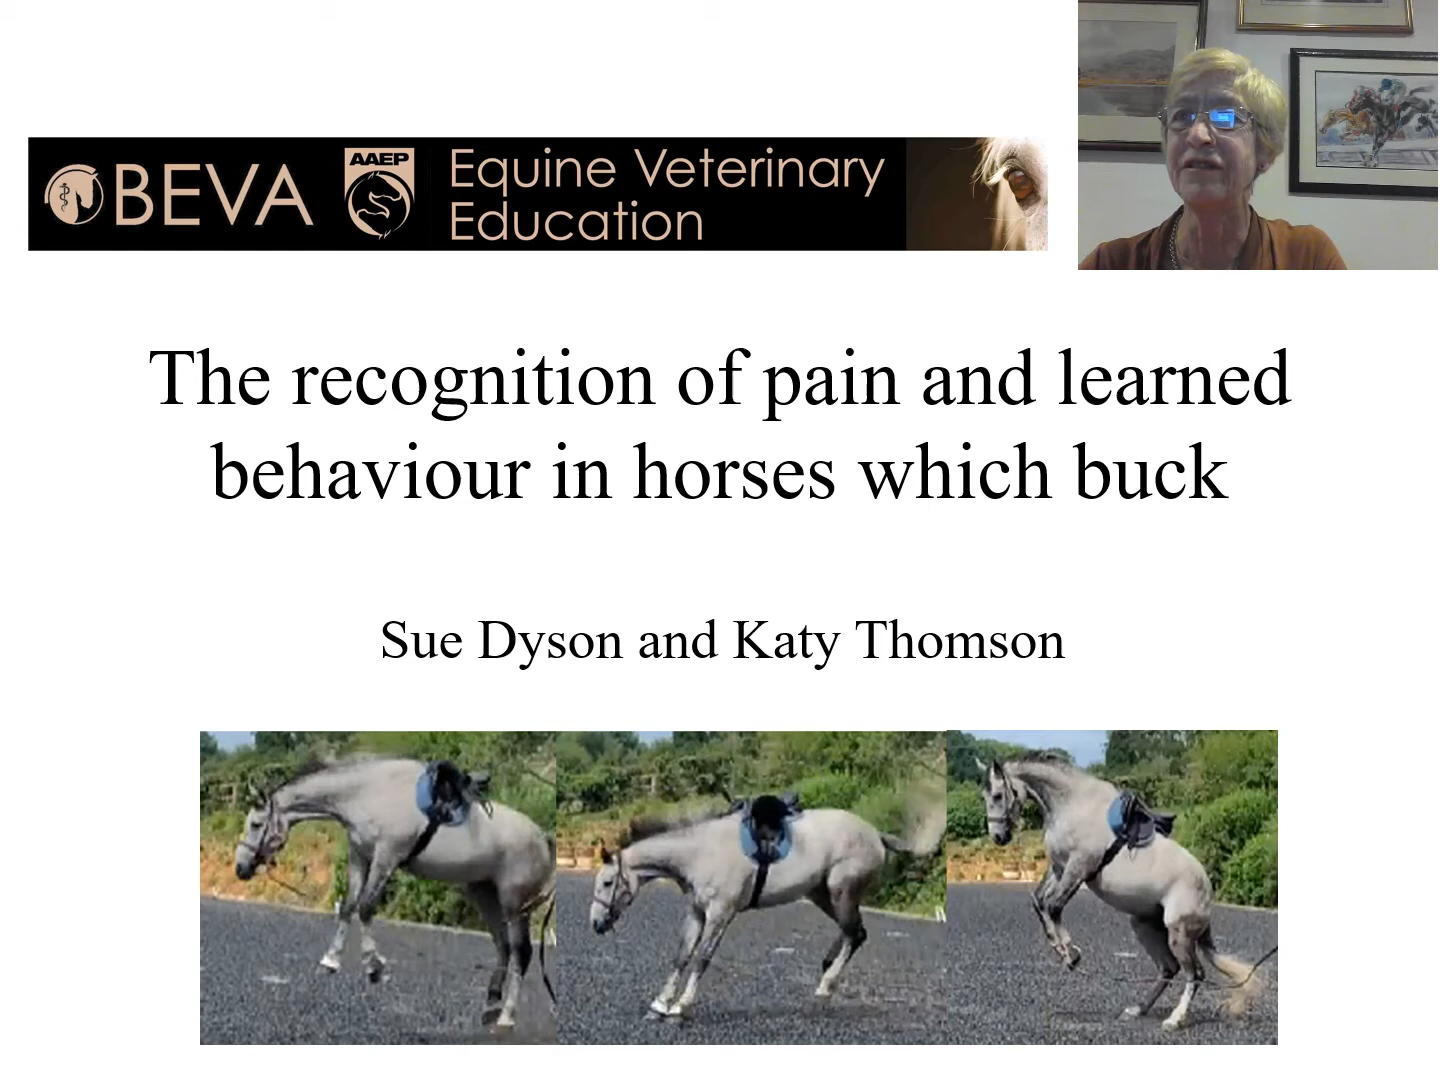 BEVA
AAEP
Equine Veterinary
Education
The recognition of pain and learned
behaviour in horses which buck
Sue Dyson and Katy Thomson